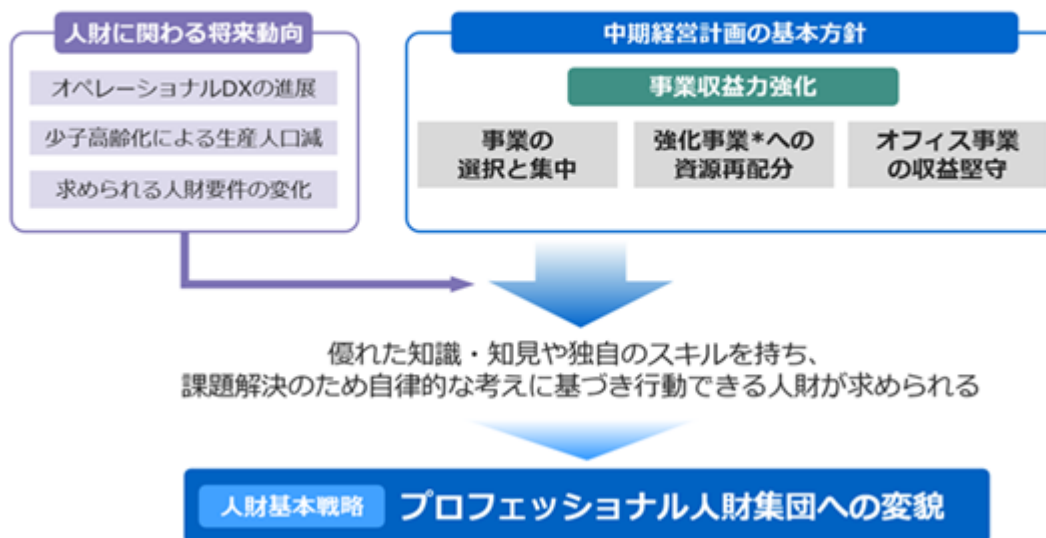 人財に関わる将来動向
オペレーショナルDXの進展
少子高齢化による生産人口減
求められる人財要件の変化
中期経営計画の基本方針
事業収益力強化
事業の
選択と集中
強化事業*への
資源再配分
オフィス事業
の収益堅守
優れた知識・知見や独自のスキルを持ち、
課題解決のため自律的な考えに基づき行動できる人財が求められる
人財基本戦略
プロフェッショナル人財集団への変貌